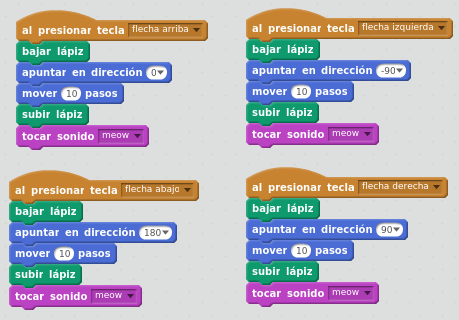 al presionar tecla flecha arriba
bajar lápiz
apuntar en dirección 0
mover 10 pasos
subir lápiz
tocar sonido meow
al presionar tecla flecha izquierda
bajar lápiz
apuntar en dirección -90
mover 10 pasos
subir lápiz
tocar sonido meow
al presionar tecla flecha abajo
bajar lápiz
apuntar en dirección 180
mover 10 pasos
subir lápiz
tocar sonido meow
al presionar tecla flecha derecha
bajar lápiz
apuntar en dirección 90
mover 10 pasos
subir lápiz
tocar sonido meow